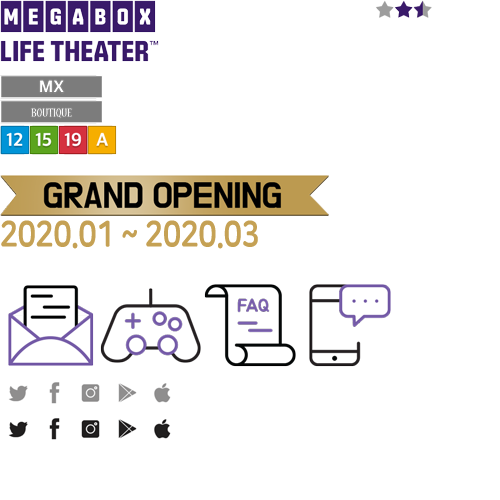 MEGABOX
LIFE THEATER™
MX
BOUTIQUE
12 15 19 A
GRAND OPENING
2020.01 ~ 2020.03
FAQ